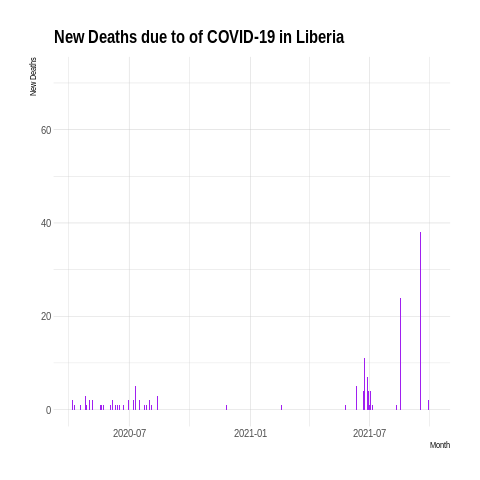 New Deaths due to of COVID-19 in Liberia
New Deaths
60
40
20
0
2020-07
2021-01
2021-07
Month